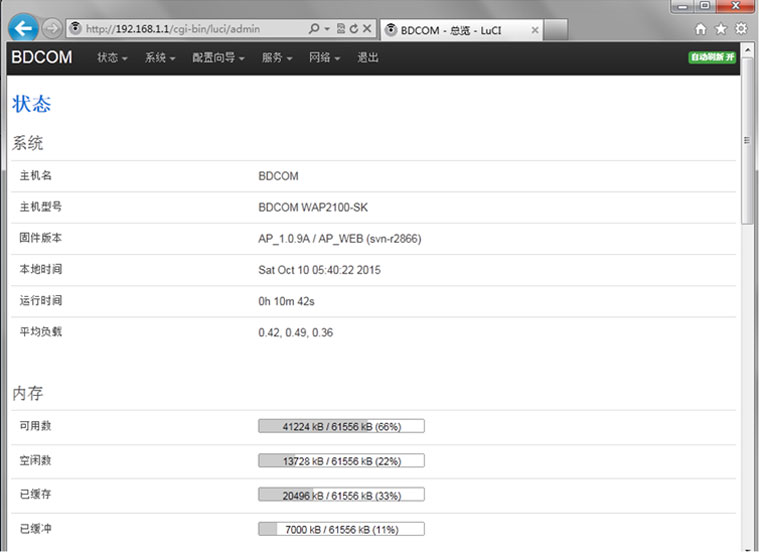 http://192.168.1.1/cgi-bin/luci/admin
BDCOM - 总览 - LuCI
BDCOM 状态 系统 配置向导 服务 网络 退出 自动刷新 开
状态
系统
主机名 BDCOM
主机型号 BDCOM WAP2100-SK
固件版本 AP_1.0.9A / AP_WEB (svn-r2866)
本地时间 Sat Oct 10 05:40:22 2015
运行时间 0h 10m 42s
平均负载 0.42, 0.49, 0.36
内存
可用数 41224 kB / 61556 kB (66%)
空闲数 13728 kB / 61556 kB (22%)
已缓存 20496 kB / 61556 kB (33%)
已缓冲 7000 kB / 61556 kB (11%)